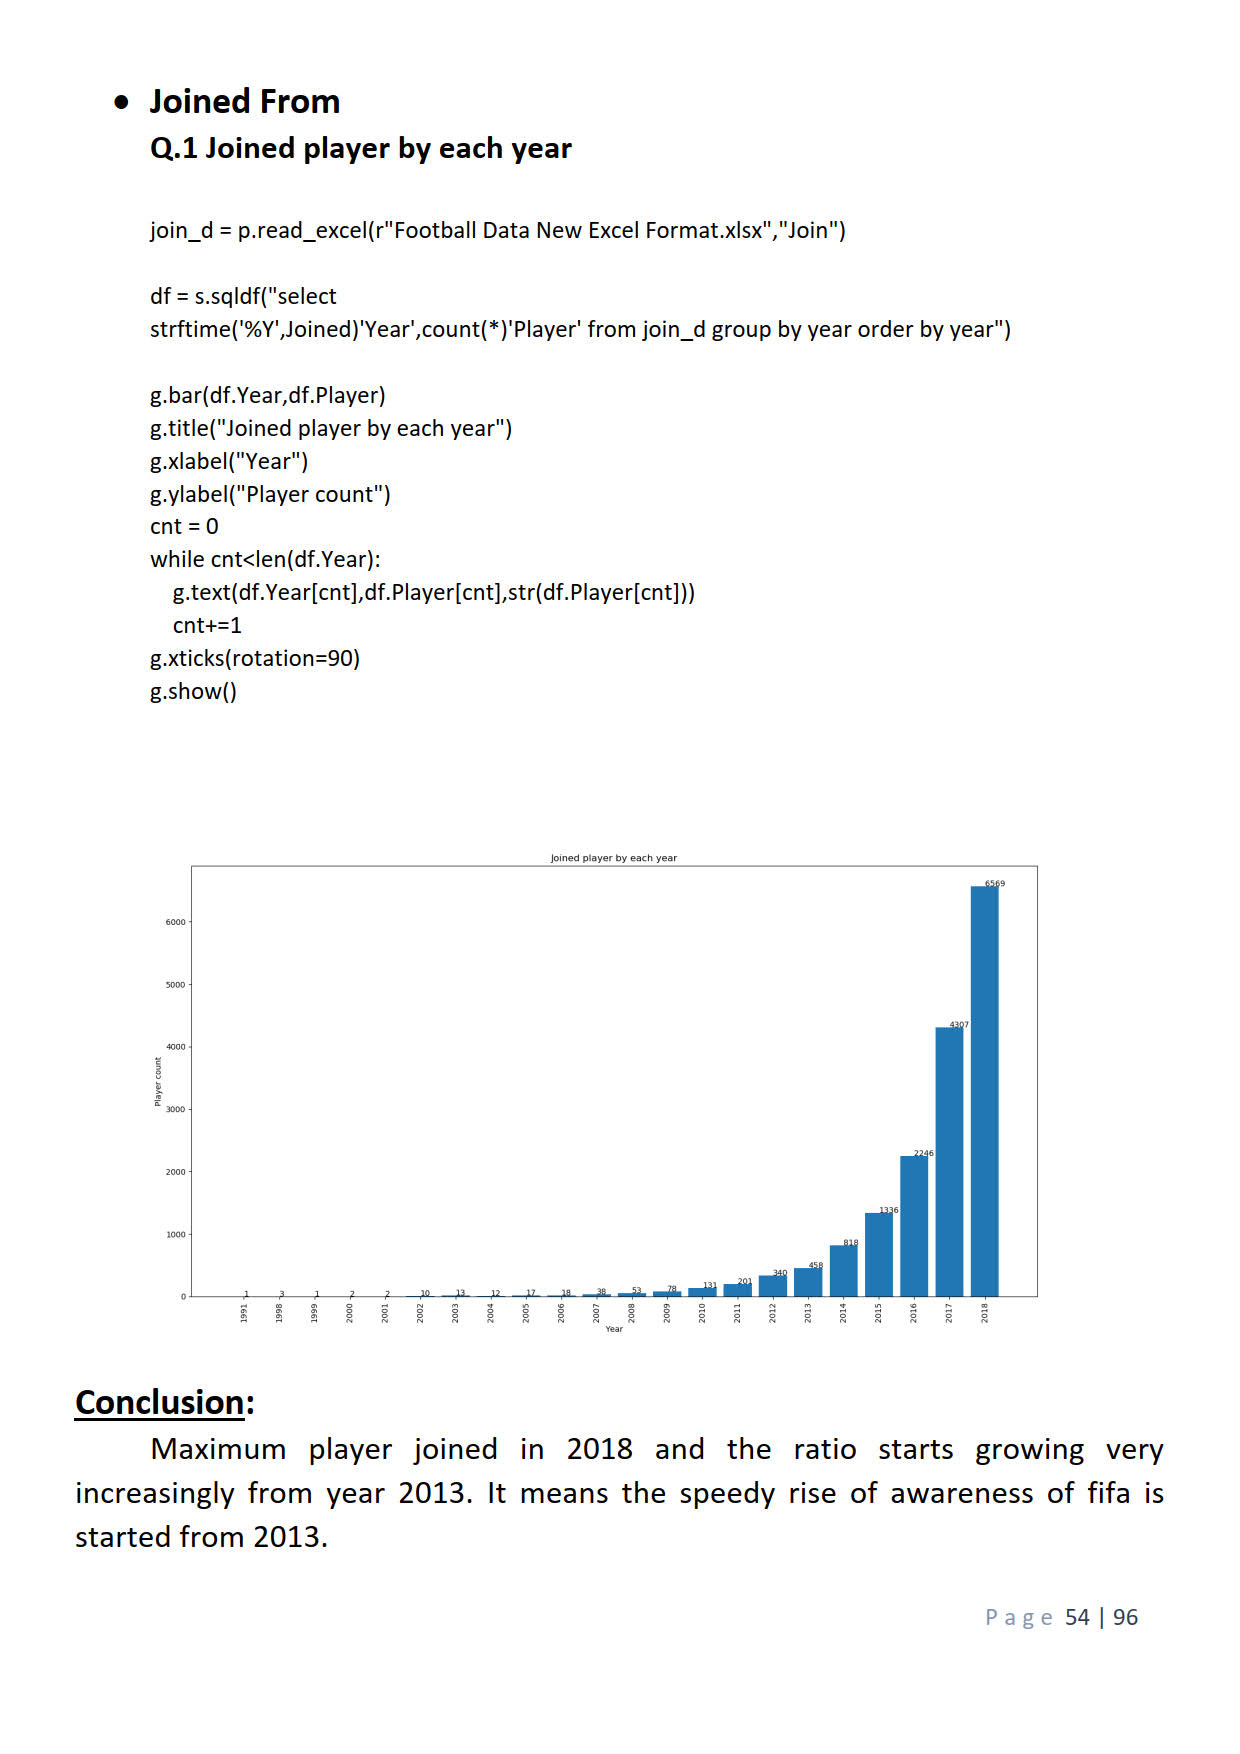 • Joined From
Q.1 Joined player by each year
join_d = p.read_excel(r"Football Data New Excel Format.xlsx","Join")
df = s.sqldf("select
strftime('%Y',Joined)'Year',count(*)'Player' from join_d group by year order by year")
g.bar(df.Year,df.Player)
g.title("Joined player by each year")
g.xlabel("Year")
g.ylabel("Player count")
cnt = 0
while cnt<len(df.Year):
g.text(df.Year[cnt],df.Player[cnt],str(df.Player[cnt]))
cnt+=1
g.xticks(rotation=90)
g.show()
Joined player by each year
6569
6000
5000
4307
4000
Player count
3000
2246
2000
1336
1000
818
458
340
201
131
78
53
38
0 1 3 1 2 2 10 13 12 17 18
1991 1998 1999 2000 2001 2002 2003 2004 2005 2006 2007 2008 2009 2010 2011 2012 2013 2014 2015 2016 2017 2018
Year
Conclusion:
Maximum player joined in 2018 and the ratio starts growing very
increasingly from year 2013. It means the speedy rise of awareness of fifa is
started from 2013.
Page 54 | 96